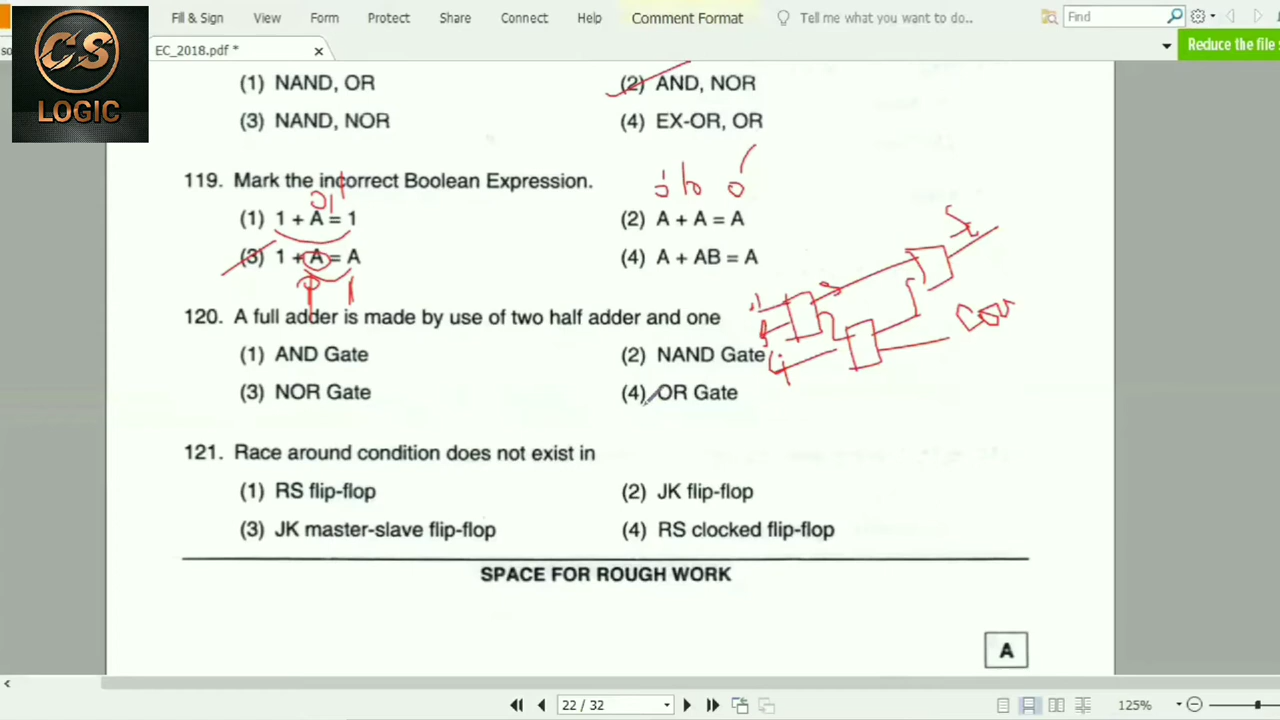 Fill & Sign View Form Protect Share Connect Help Comment Format Tell me what you want to do.. Find
EC_2018.pdf * Reduce the file
CS
LOGIC
(1) NAND, OR (2) AND, NOR
(3) NAND, NOR (4) EX-OR, OR
119. Mark the incorrect Boolean Expression.
(1) 1 + A = 1 (2) A + A = A
(3) 1 + A = A (4) A + AB = A
120. A full adder is made by use of two half adder and one
(1) AND Gate (2) NAND Gate
(3) NOR Gate (4) OR Gate
121. Race around condition does not exist in
(1) RS flip-flop (2) JK flip-flop
(3) JK master-slave flip-flop (4) RS clocked flip-flop
SPACE FOR ROUGH WORK
A
22 / 32 125%